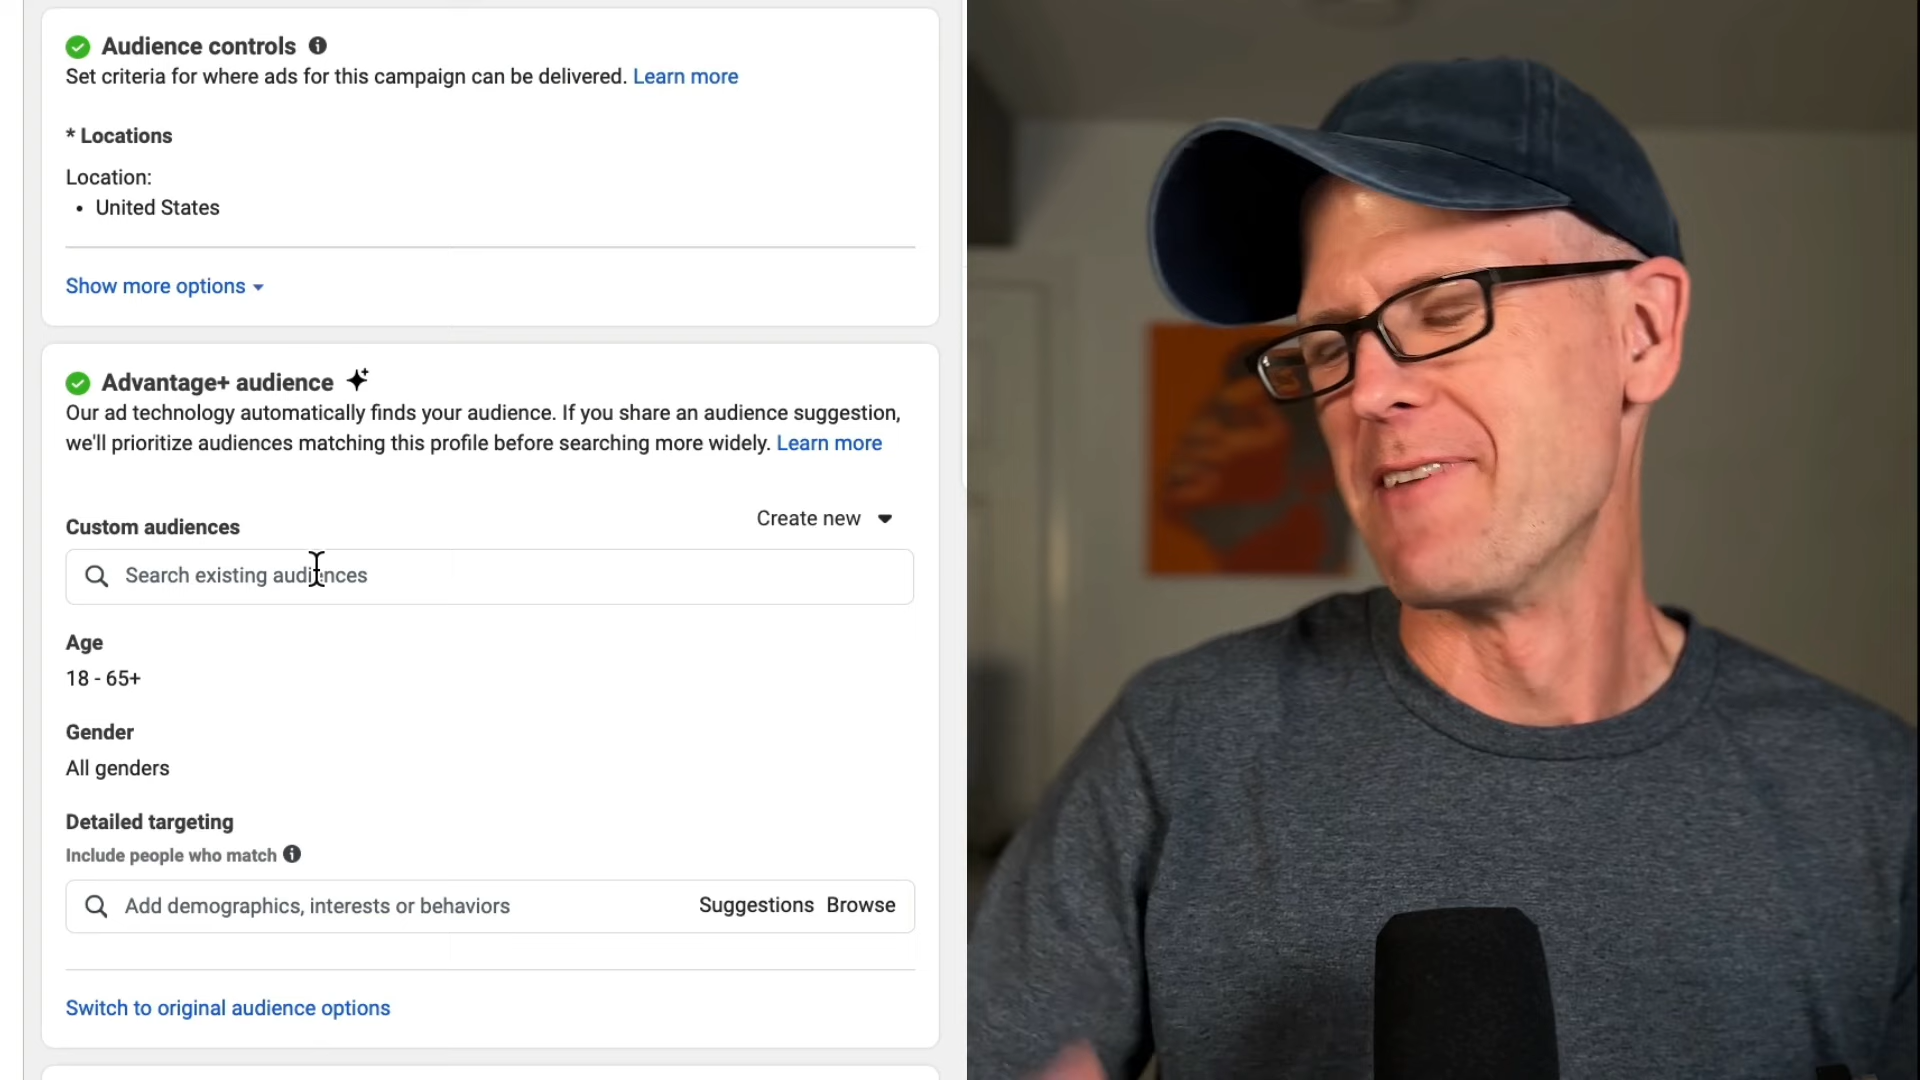 Audience controls
Set criteria for where ads for this campaign can be delivered. Learn more
* Locations
Location:
• United States
Show more options
Advantage+ audience
Our ad technology automatically finds your audience. If you share an audience suggestion,
we'll prioritize audiences matching this profile before searching more widely. Learn more
Custom audiences
Create new
Search existing audiences
Age
18 - 65+
Gender
All genders
Detailed targeting
Include people who match
Add demographics, interests or behaviors
Suggestions Browse
Switch to original audience options